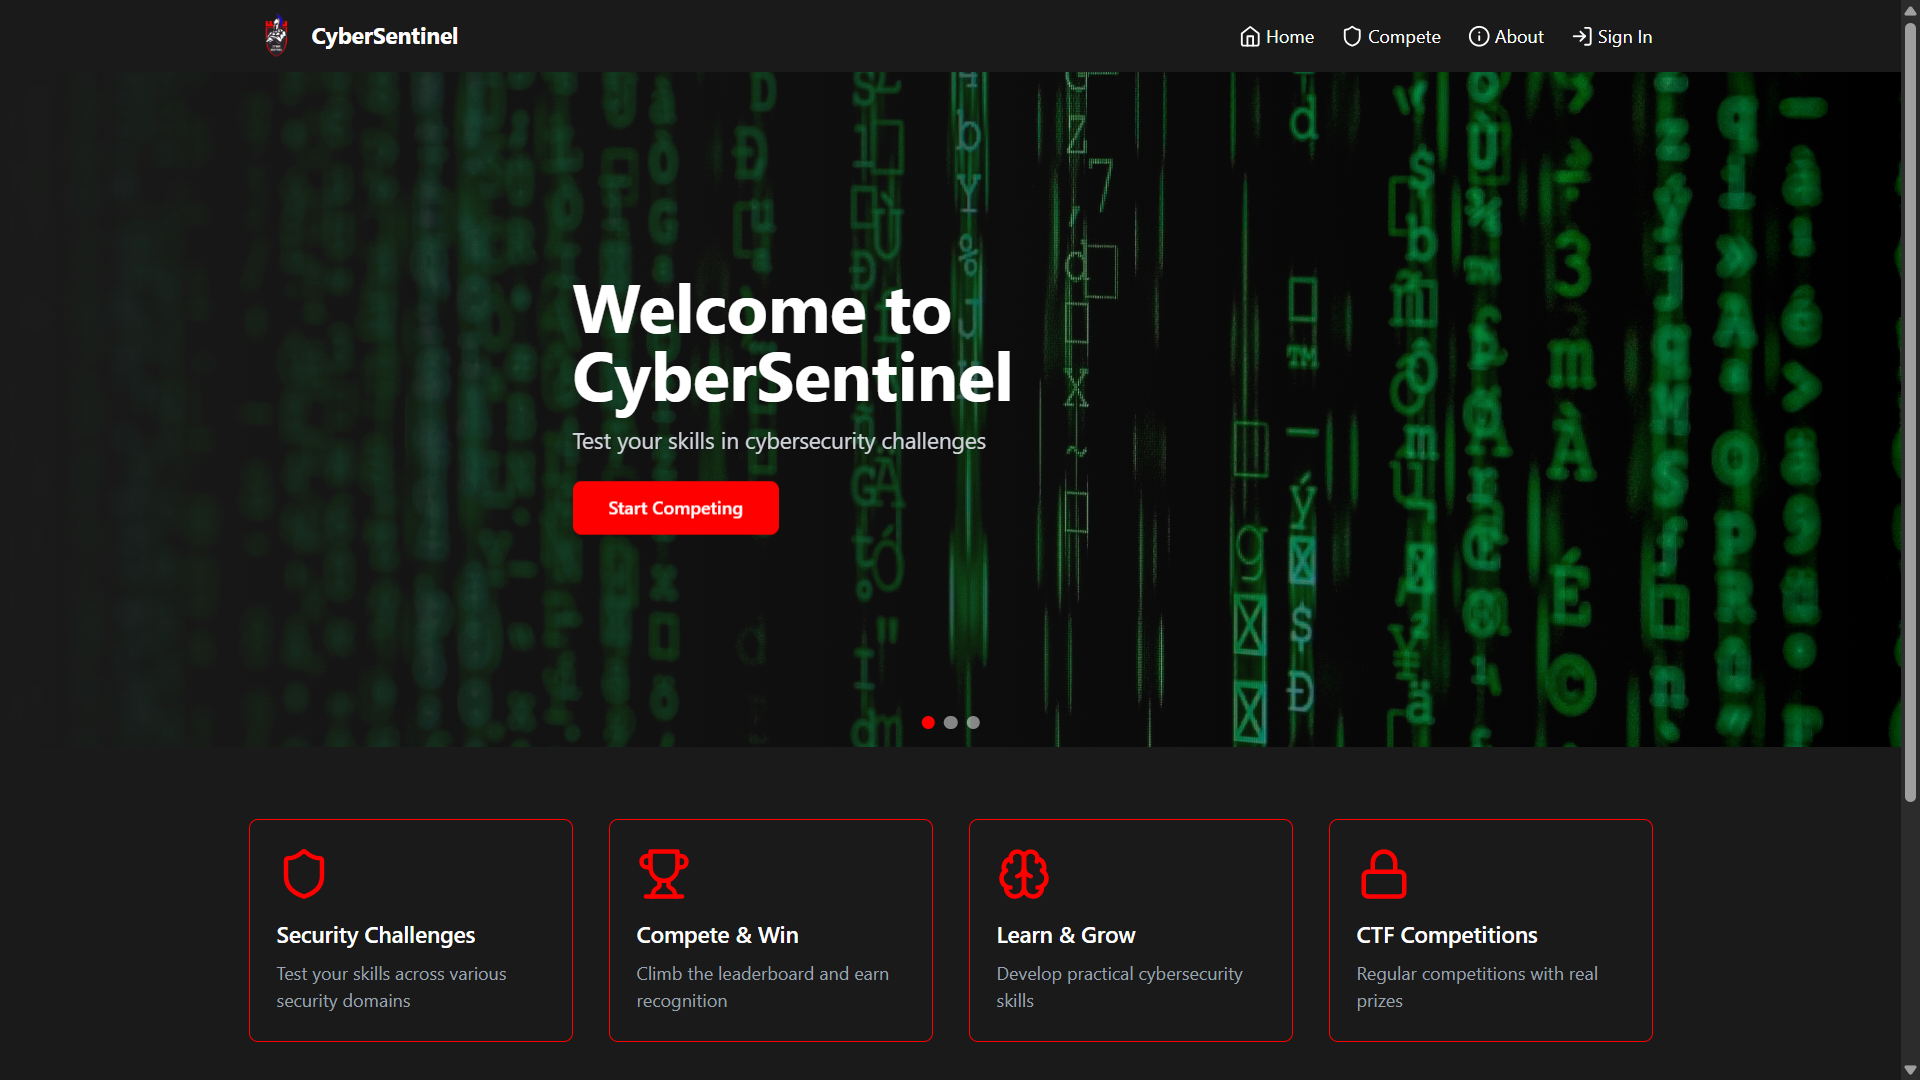 CyberSentinel
Home
Compete
About
Sign In
Welcome to
CyberSentinel
Test your skills in cybersecurity challenges
Start Competing
Security Challenges
Test your skills across various
security domains
Compete & Win
Climb the leaderboard and earn
recognition
Learn & Grow
Develop practical cybersecurity
skills
CTF Competitions
Regular competitions with real
prizes